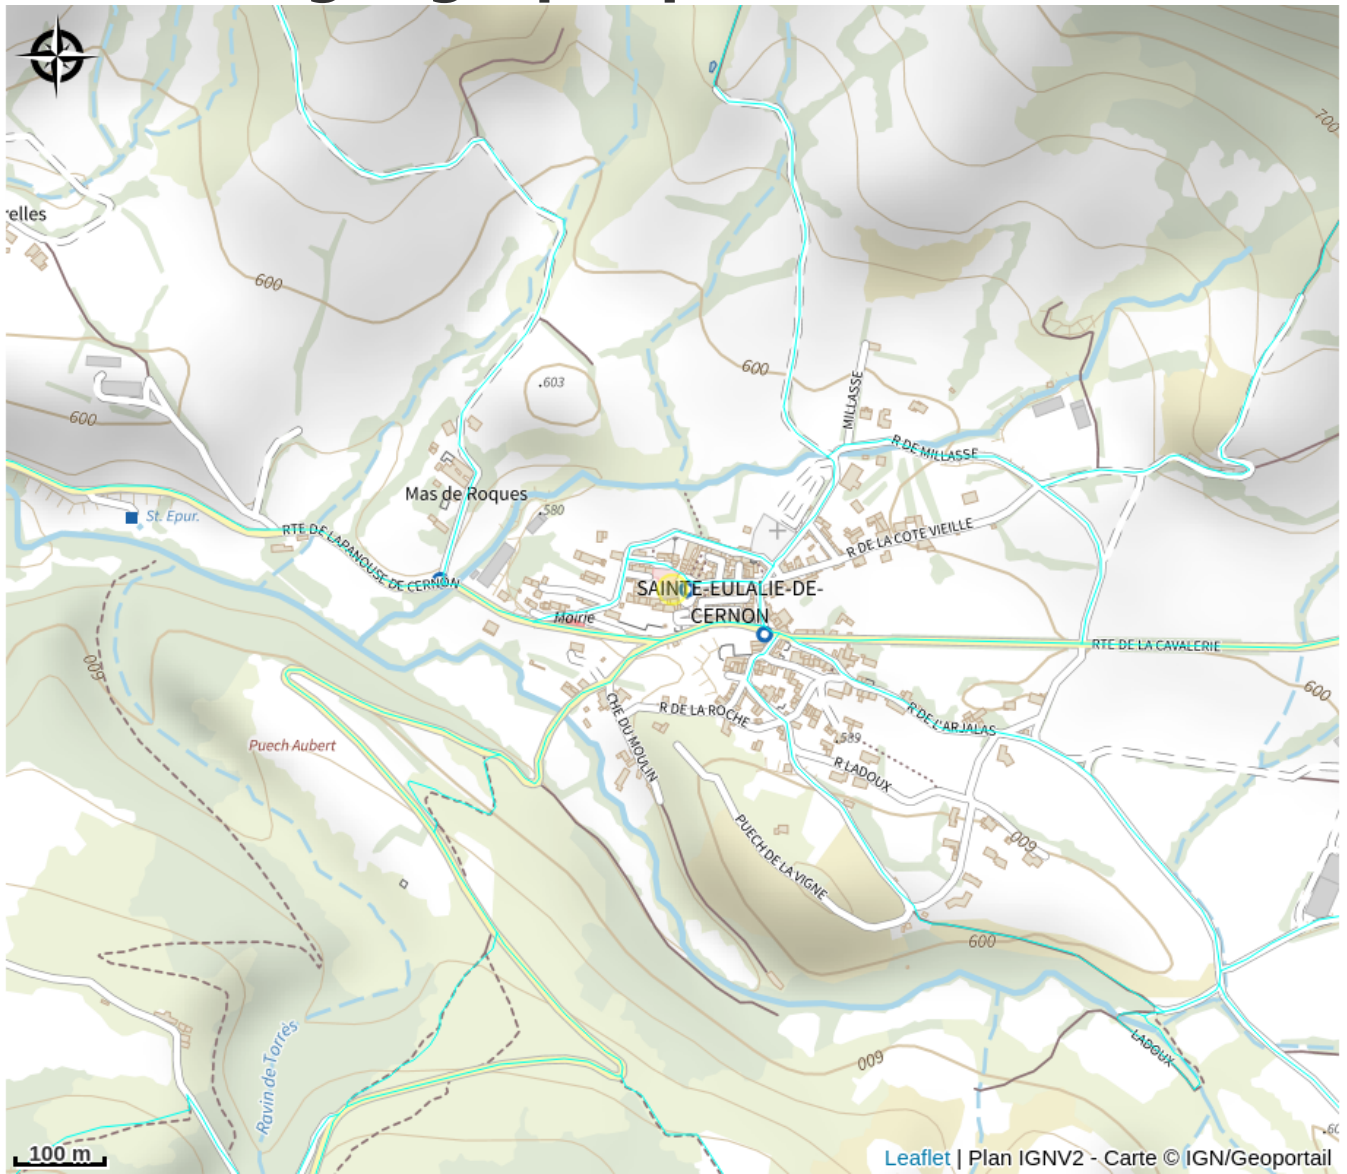 700
relles
600
603
600
600
MILLASSE
R DE MILLASSE
Mas de Roques
St. Epur.
580
RTE DE LAPANOUSE DE CERNON
R DE LA COTE VIEILLE
SAINTE-EULALIE-DE-
CERNON
Mairie
RTE DE LA CAVALERIE
600
600
CHE DU MOULIN
R DE LA ROCHE
R DE L'ARJALAS
589
Puech Aubert
R LADOUX
PUECH DE LA VIGNE
600
600
Ravin de Torrès
LADOUX
600
100 m
Leaflet | Plan IGNV2 - Carte © IGN/Geoportail